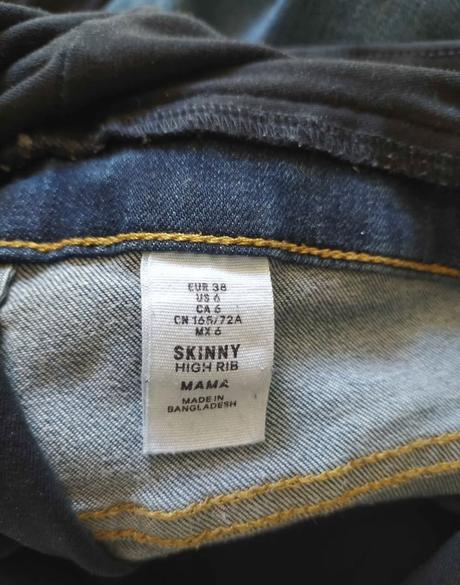 EUR 38
US 6
CA 6
CN 165/72A
MX 6
SKINNY
HIGH RIB
MAMA
MADE IN
BANGLADESH